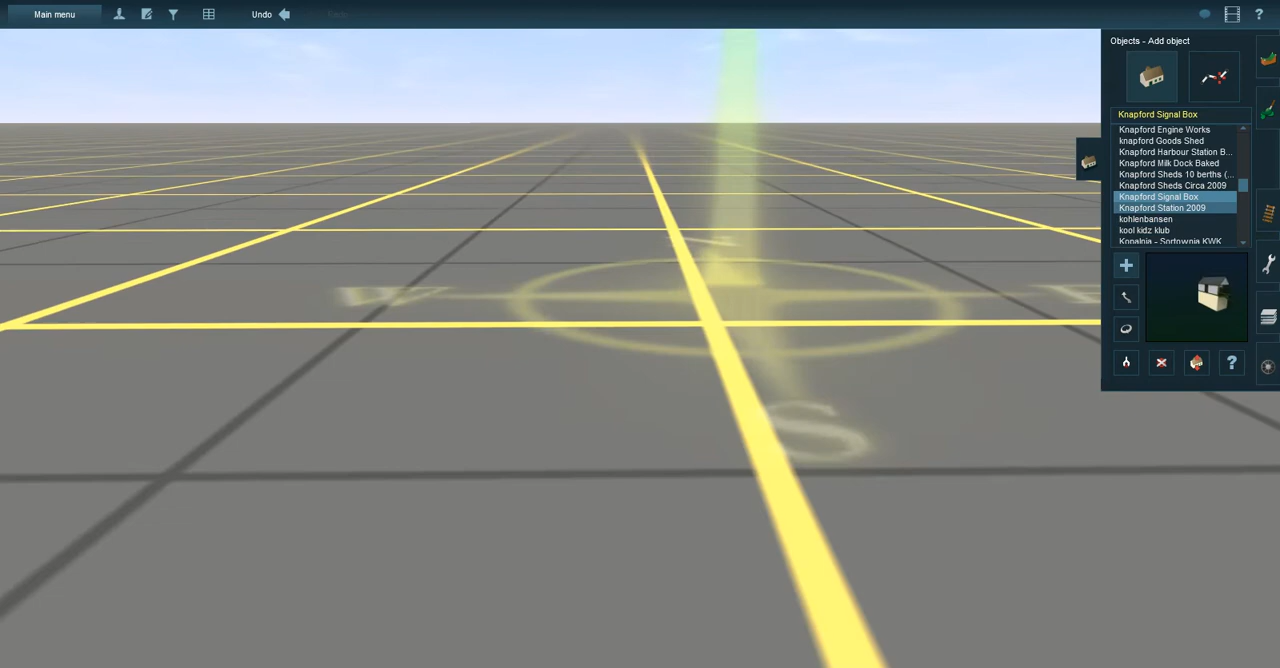 Main menu
Undo
?
Objects - Add object
Knapford Signal Box
Knapford Engine Works
knapford Goods Shed
Knapford Harbour Station B...
Knapford Milk Dock Baked
Knapford Sheds 10 berths (...
Knapford Sheds Circa 2009
Knapford Signal Box
Knapford Station 2009
kohlenbansen
kool kidz klub
Kopalnia - Sortownia KWK
?
S